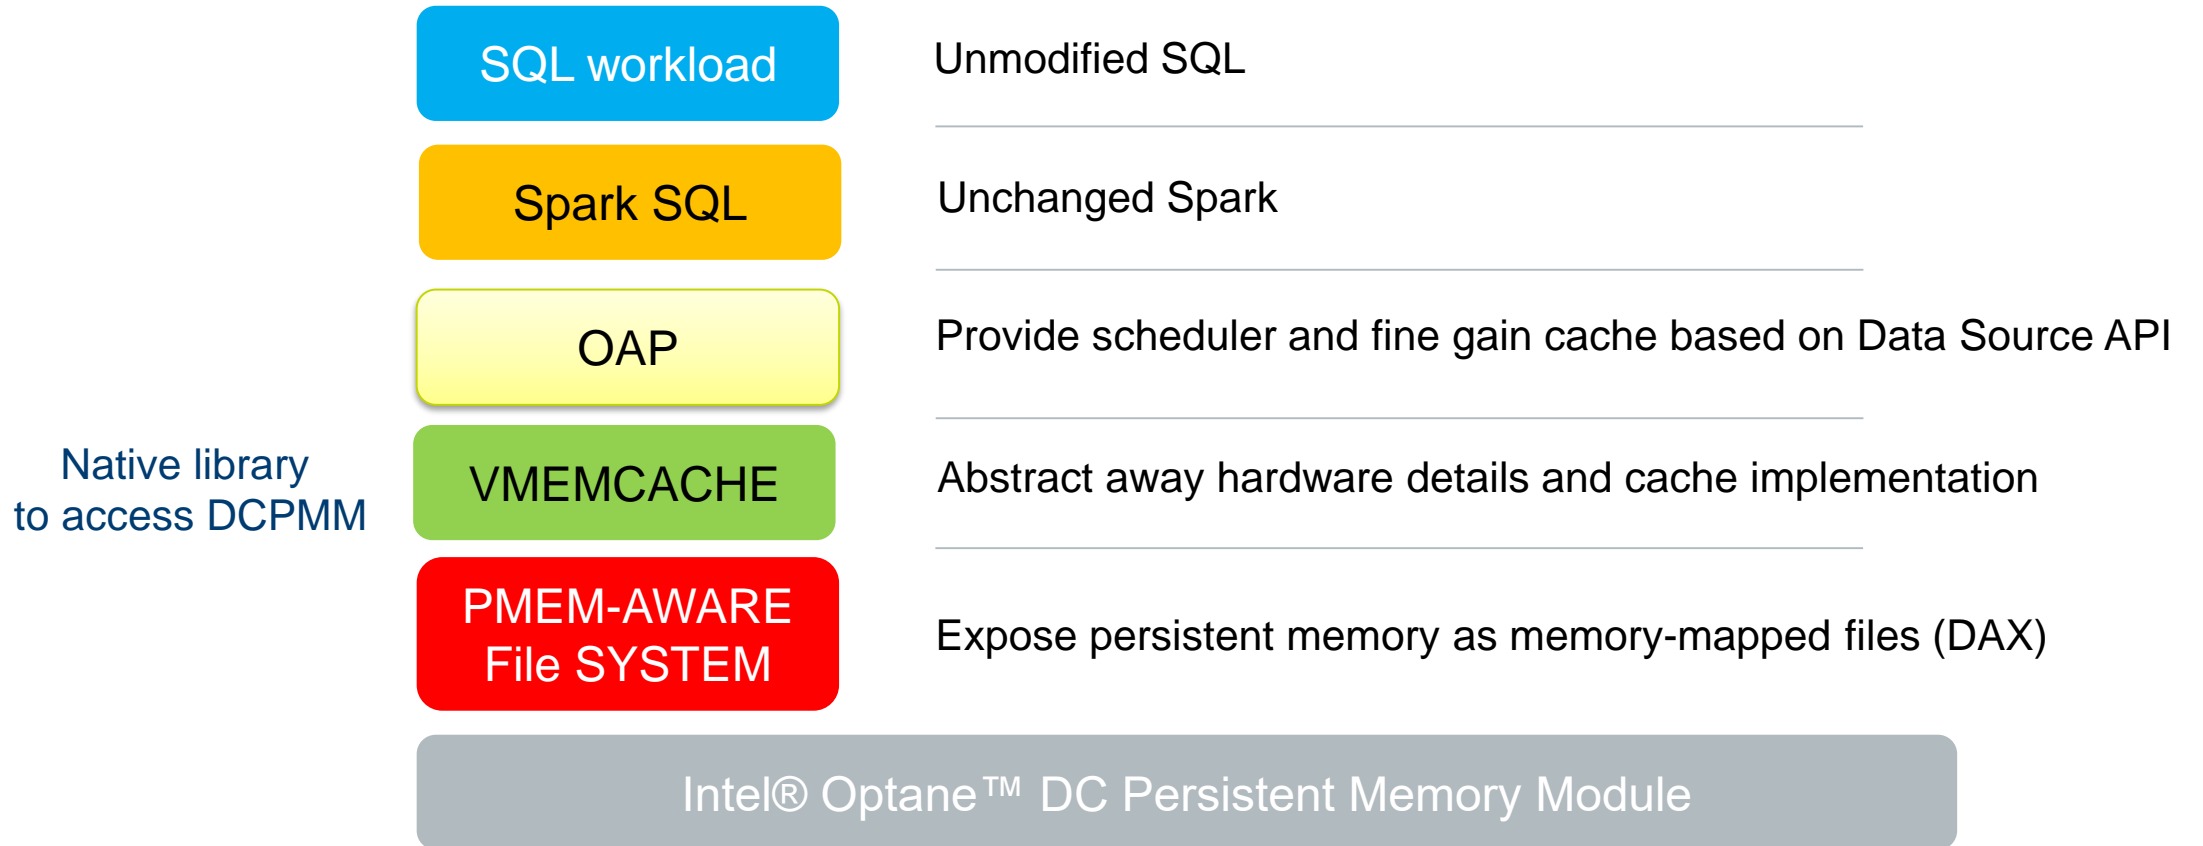 SQL workload
Unmodified SQL
Spark SQL
Unchanged Spark
OAP
Provide scheduler and fine gain cache based on Data Source API
Native library
to access DCPMM
VMEMCACHE
Abstract away hardware details and cache implementation
PMEM-AWARE
File SYSTEM
Expose persistent memory as memory-mapped files (DAX)
Intel® Optane™ DC Persistent Memory Module